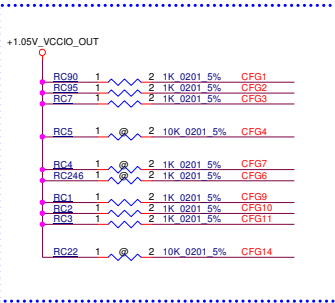 +1.05V_VCCIO_OUT
RC90 1 2 1K_0201_5% CFG1
RC95 1 2 1K_0201_5% CFG2
RC7 1 2 1K_0201_5% CFG3
RC5 1 @ 2 10K_0201_5% CFG4
RC4 1 @ 2 1K_0201_5% CFG7
RC246 1 @ 2 1K_0201_5% CFG6
RC1 1 2 1K_0201_5% CFG9
RC2 1 2 1K_0201_5% CFG10
RC3 1 2 1K_0201_5% CFG11
RC22 1 @ 2 10K_0201_5% CFG14